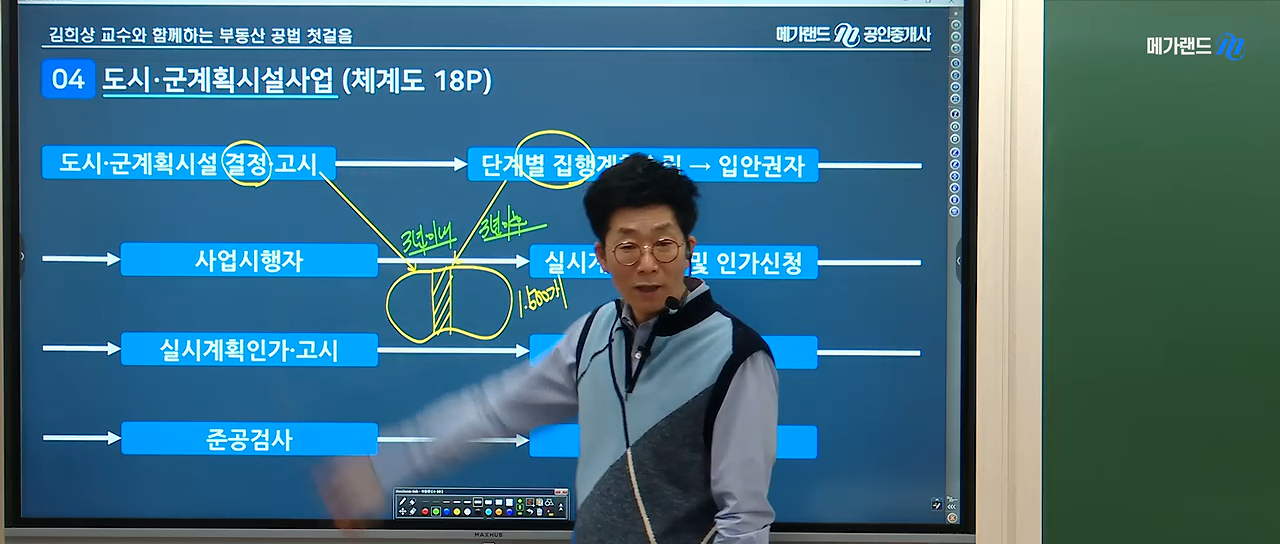 김희상 교수와 함께하는 부동산 공법 첫걸음
메가랜드 공인중개사
메가랜드
04 도시·군계획시설사업 (체계도 18P)
도시·군계획시설 결정·고시
단계별 집행계 → 입안권자
3년이내
3년이후
사업시행자
실시계 및 인가신청
1.500가
실시계획인가·고시
준공검사
MAXHUB